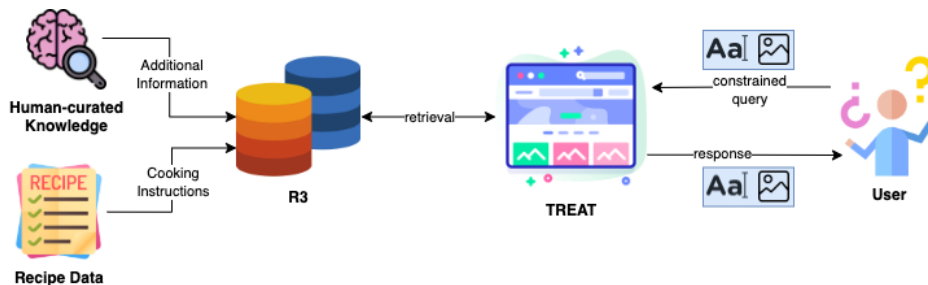 Additional
Information
Human-curated
Knowledge
RECIPE
Cooking
Instructions
Recipe Data
R3
retrieval
TREAT
Aa
constrained
query
response
Aa
User